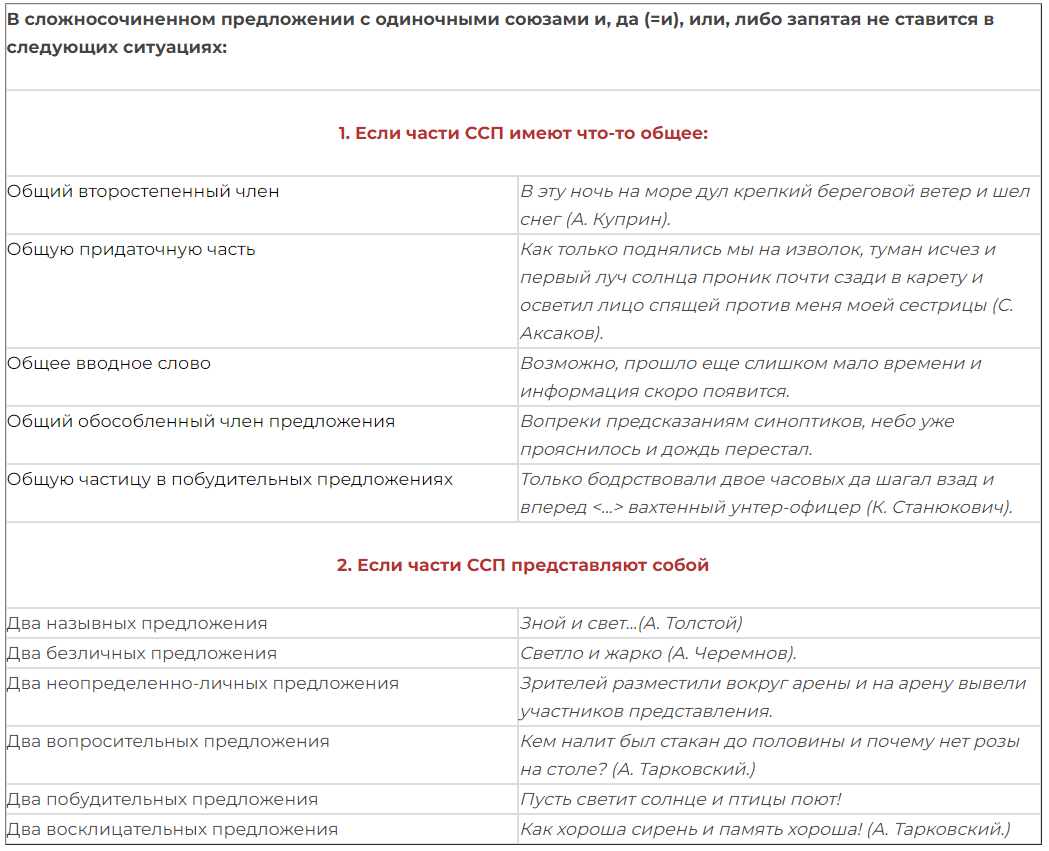 В сложносочиненном предложении с одиночными союзами и, да (=и), или, либо запятая не ставится в
следующих ситуациях:
1. Если части ССП имеют что-то общее:
Общий второстепенный член
В эту ночь на море дул крепкий береговой ветер и шел
снег (А. Куприн).
Общую придаточную часть
Как только поднялись мы на изволок, туман исчез и
первый луч солнца проник почти сзади в карету и
осветил лицо спящей против меня моей сестрицы (С.
Аксаков).
Общее вводное слово
Возможно, прошло еще слишком мало времени и
информация скоро появится.
Общий обособленный член предложения
Вопреки предсказаниям синоптиков, небо уже
прояснилось и дождь перестал.
Общую частицу в побудительных предложениях
Только бодрствовали двое часовых да шагал взад и
вперед <...> вахтенный унтер-офицер (К. Станюкович).
2. Если части ССП представляют собой
Два назывных предложения
Зной и свет...(А. Толстой)
Два безличных предложения
Светло и жарко (А. Черемнов).
Два неопределенно-личных предложения
Зрителей разместили вокруг арены и на арену вывели
участников представления.
Два вопросительных предложения
Кем налит был стакан до половины и почему нет розы
на столе? (А. Тарковский.)
Два побудительных предложения
Пусть светит солнце и птицы поют!
Два восклицательных предложения
Как хороша сирень и память хороша! (А. Тарковский.)